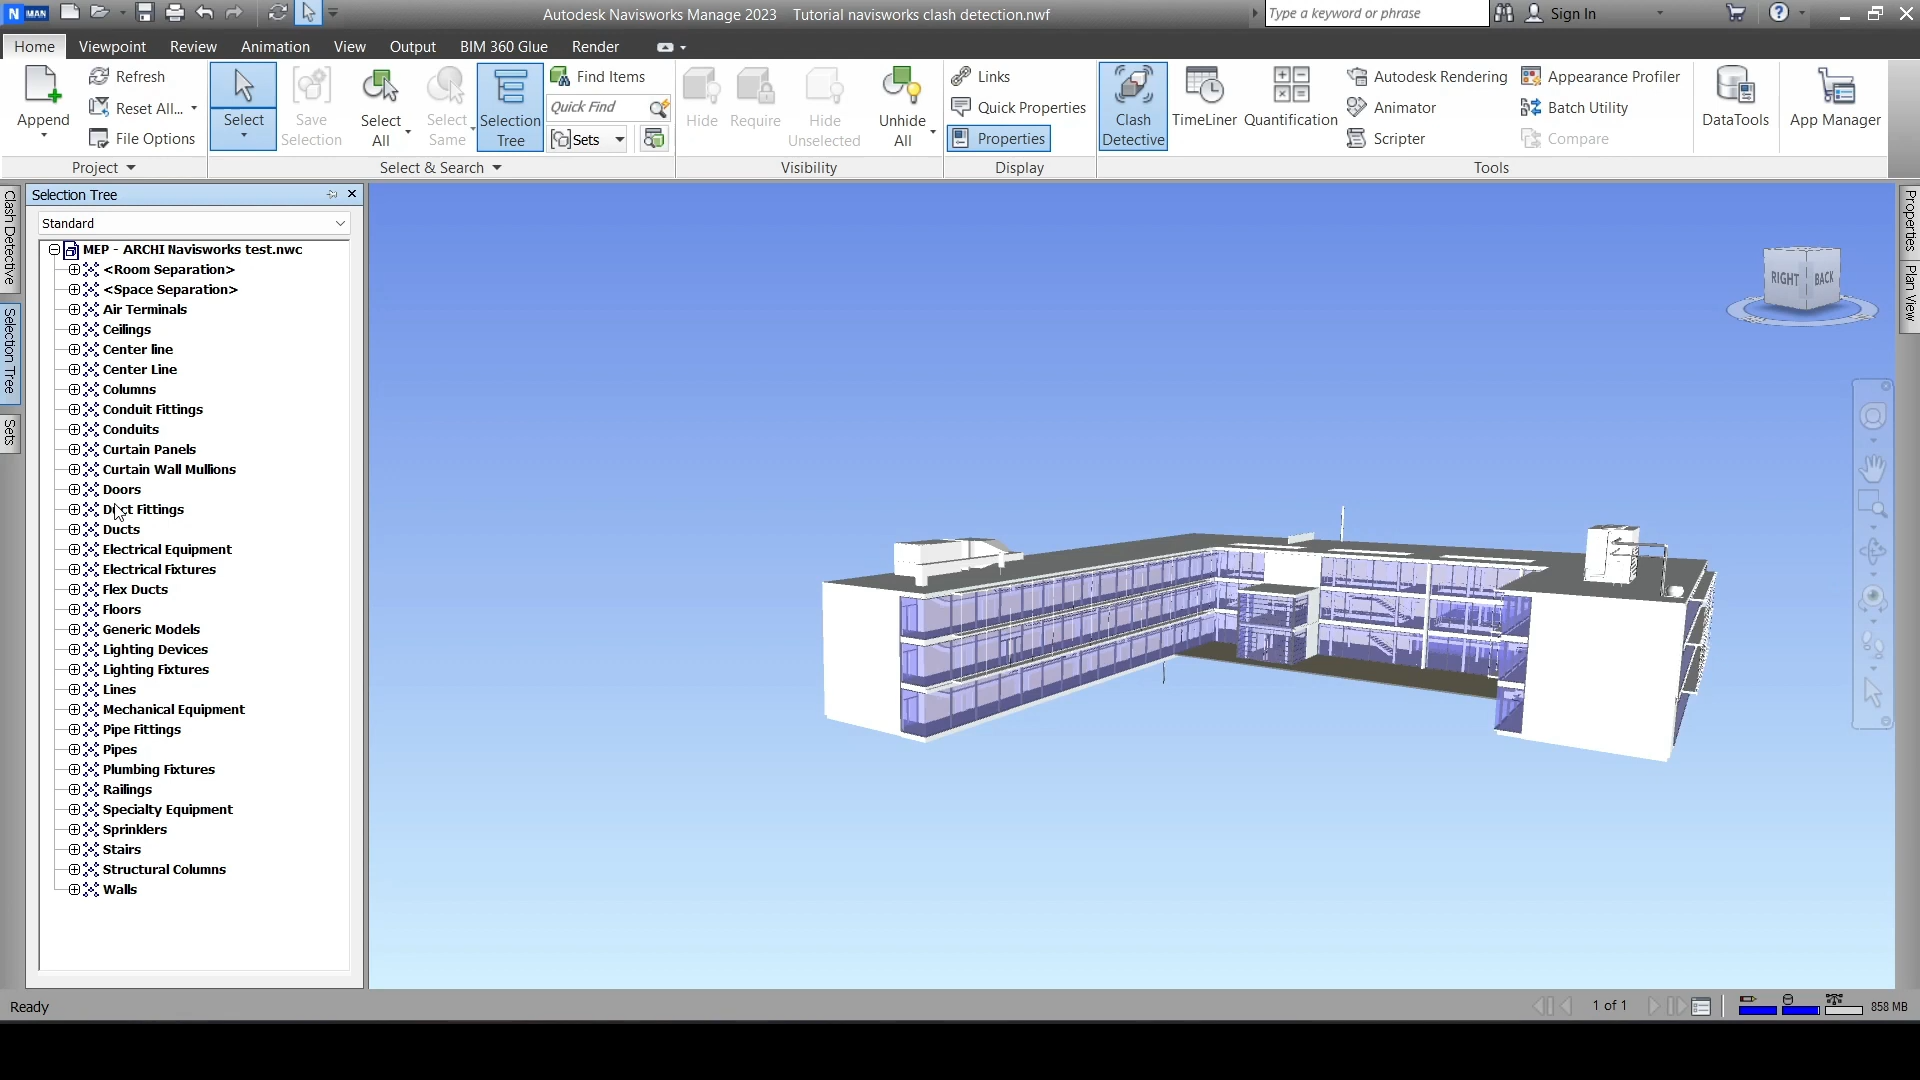 N MAN
Autodesk Navisworks Manage 2023 Tutorial navisworks clash detection.nwf
Type a keyword or phrase
Sign In
Home Viewpoint Review Animation View Output BIM 360 Glue Render
Append
Refresh
Reset All...
File Options
Project
Select
Save Selection
Select All
Select Same
Selection Tree
Find Items
Quick Find
Sets
Select & Search
Hide
Require
Hide Unselected
Unhide All
Visibility
Links
Quick Properties
Properties
Display
Clash Detective
TimeLiner
Quantification
Autodesk Rendering
Animator
Scripter
Appearance Profiler
Batch Utility
Compare
DataTools
App Manager
Tools
Clash Detective
Selection Tree
Sets
Selection Tree
Standard
MEP - ARCHI Navisworks test.nwc
<Room Separation>
<Space Separation>
Air Terminals
Ceilings
Center line
Center Line
Columns
Conduit Fittings
Conduits
Curtain Panels
Curtain Wall Mullions
Doors
Duct Fittings
Ducts
Electrical Equipment
Electrical Fixtures
Flex Ducts
Floors
Generic Models
Lighting Devices
Lighting Fixtures
Lines
Mechanical Equipment
Pipe Fittings
Pipes
Plumbing Fixtures
Railings
Specialty Equipment
Sprinklers
Stairs
Structural Columns
Walls
RIGHT BACK
Properties
Plan View
Ready
1 of 1
858 MB